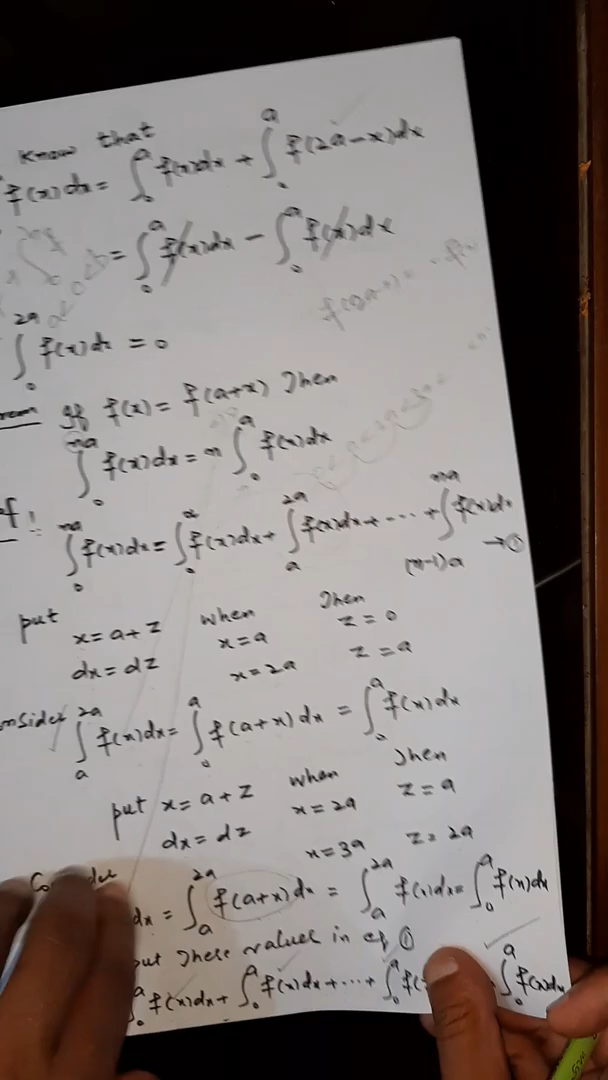 know that
f(x)dx = ∫₀ᵃ f(x)dx + ∫₀ᵃ f(2a-x)dx
= ∫₀ᵃ f(x)dx - ∫₀ᵃ f(x)dx
∫₀²ᵃ f(x)dx = 0
If f(x) = f(a+x) Then
∫₀ⁿᵃ f(x)dx = n ∫₀ᵃ f(x)dx
f :
∫₀ⁿᵃ f(x)dx = ∫₀ᵃ f(x)dx + ∫ₐ²ᵃ f(x)dx + ... + ∫₍ₙ₋₁₎ₐⁿᵃ f(x)dx → ①
put x = a+z when Then
x = a z = 0
dx = dz x = 2a z = a
∫ₐ²ᵃ f(x)dx = ∫₀ᵃ f(a+x)dx = ∫₀ᵃ f(x)dx
put x = a+z when Then
x = 2a z = a
dx = dz
x = 3a z = 2a
dx = ∫ₐ²ᵃ f(a+x)dx = ∫ₐ²ᵃ f(x)dx = ∫₀ᵃ f(x)dx
put These values in eq ①
∫₀ᵃ f(x)dx + ∫₀ᵃ f(x)dx + ... + ∫₀ᵃ f( ∫₀ᵃ f(x)dx